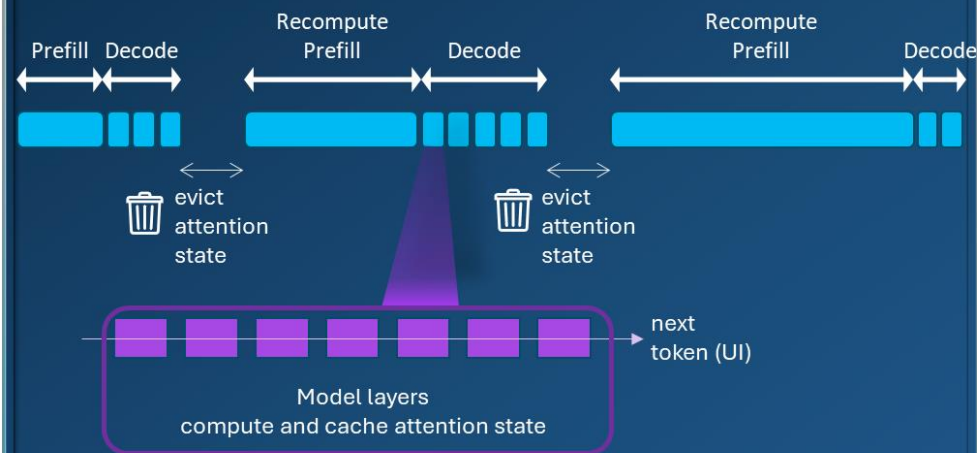 Prefill
Decode
Recompute
Prefill
Decode
Recompute
Prefill
Decode
evict
attention
state
evict
attention
state
next
token (UI)
Model layers
compute and cache attention state